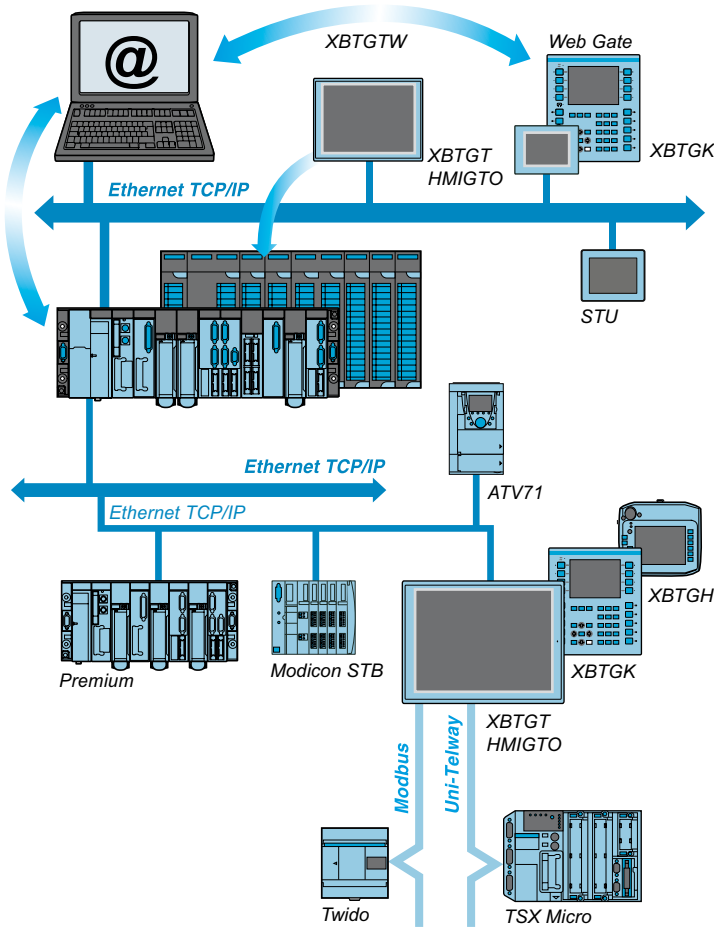 @
XBTGTW
Web Gate
XBTGT
HMIGTO
XBTGK
Ethernet TCP/IP
STU
Ethernet TCP/IP
ATV71
Ethernet TCP/IP
XBTGH
Premium
Modicon STB
XBTGK
XBTGT
HMIGTO
Modbus
Uni-Telway
Twido
TSX Micro